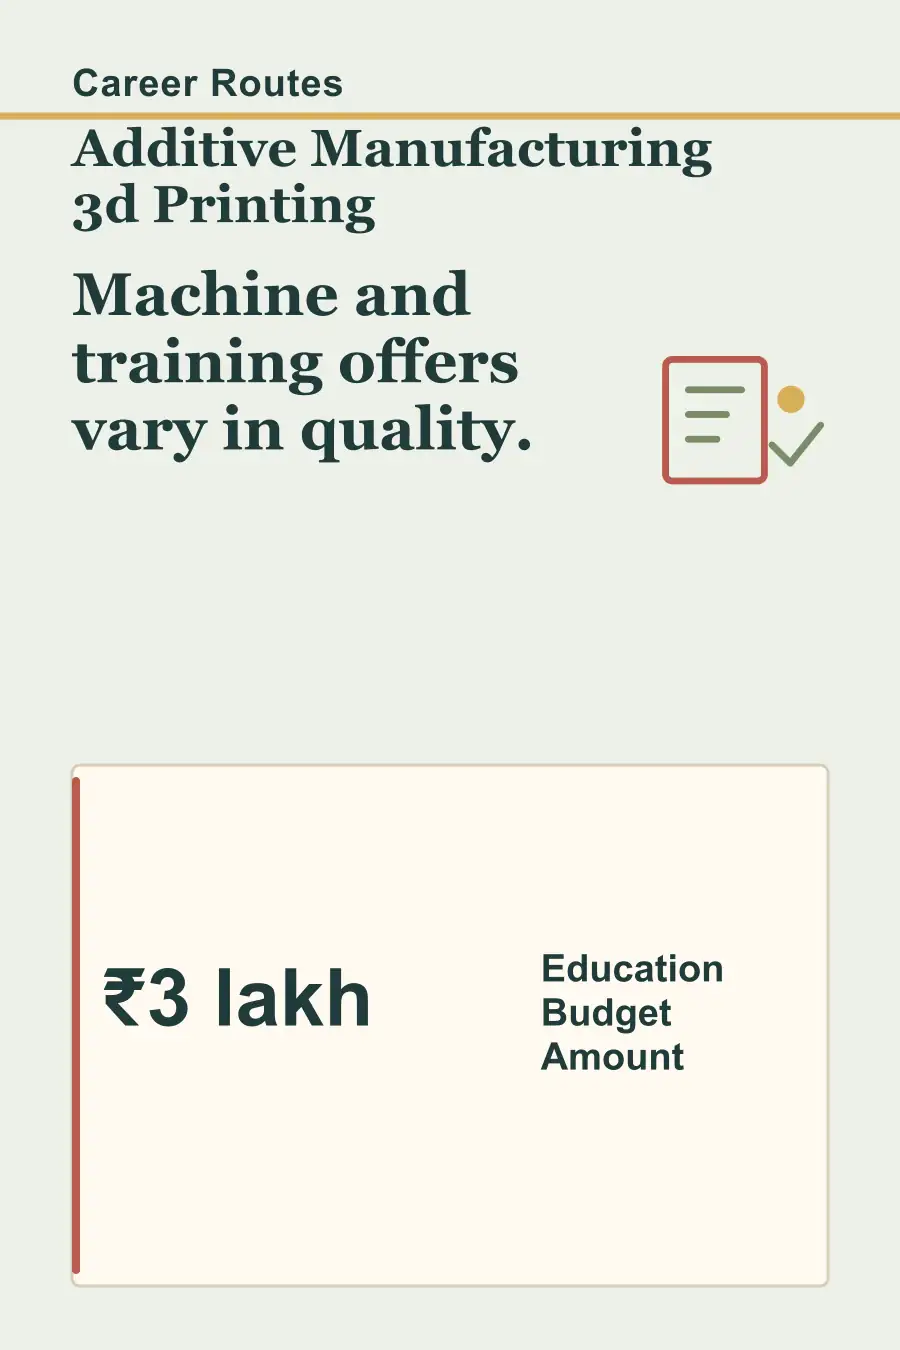 Career Routes
Additive Manufacturing
3d Printing
Machine and
training offers
vary in quality.
₹3 lakh
Education
Budget
Amount